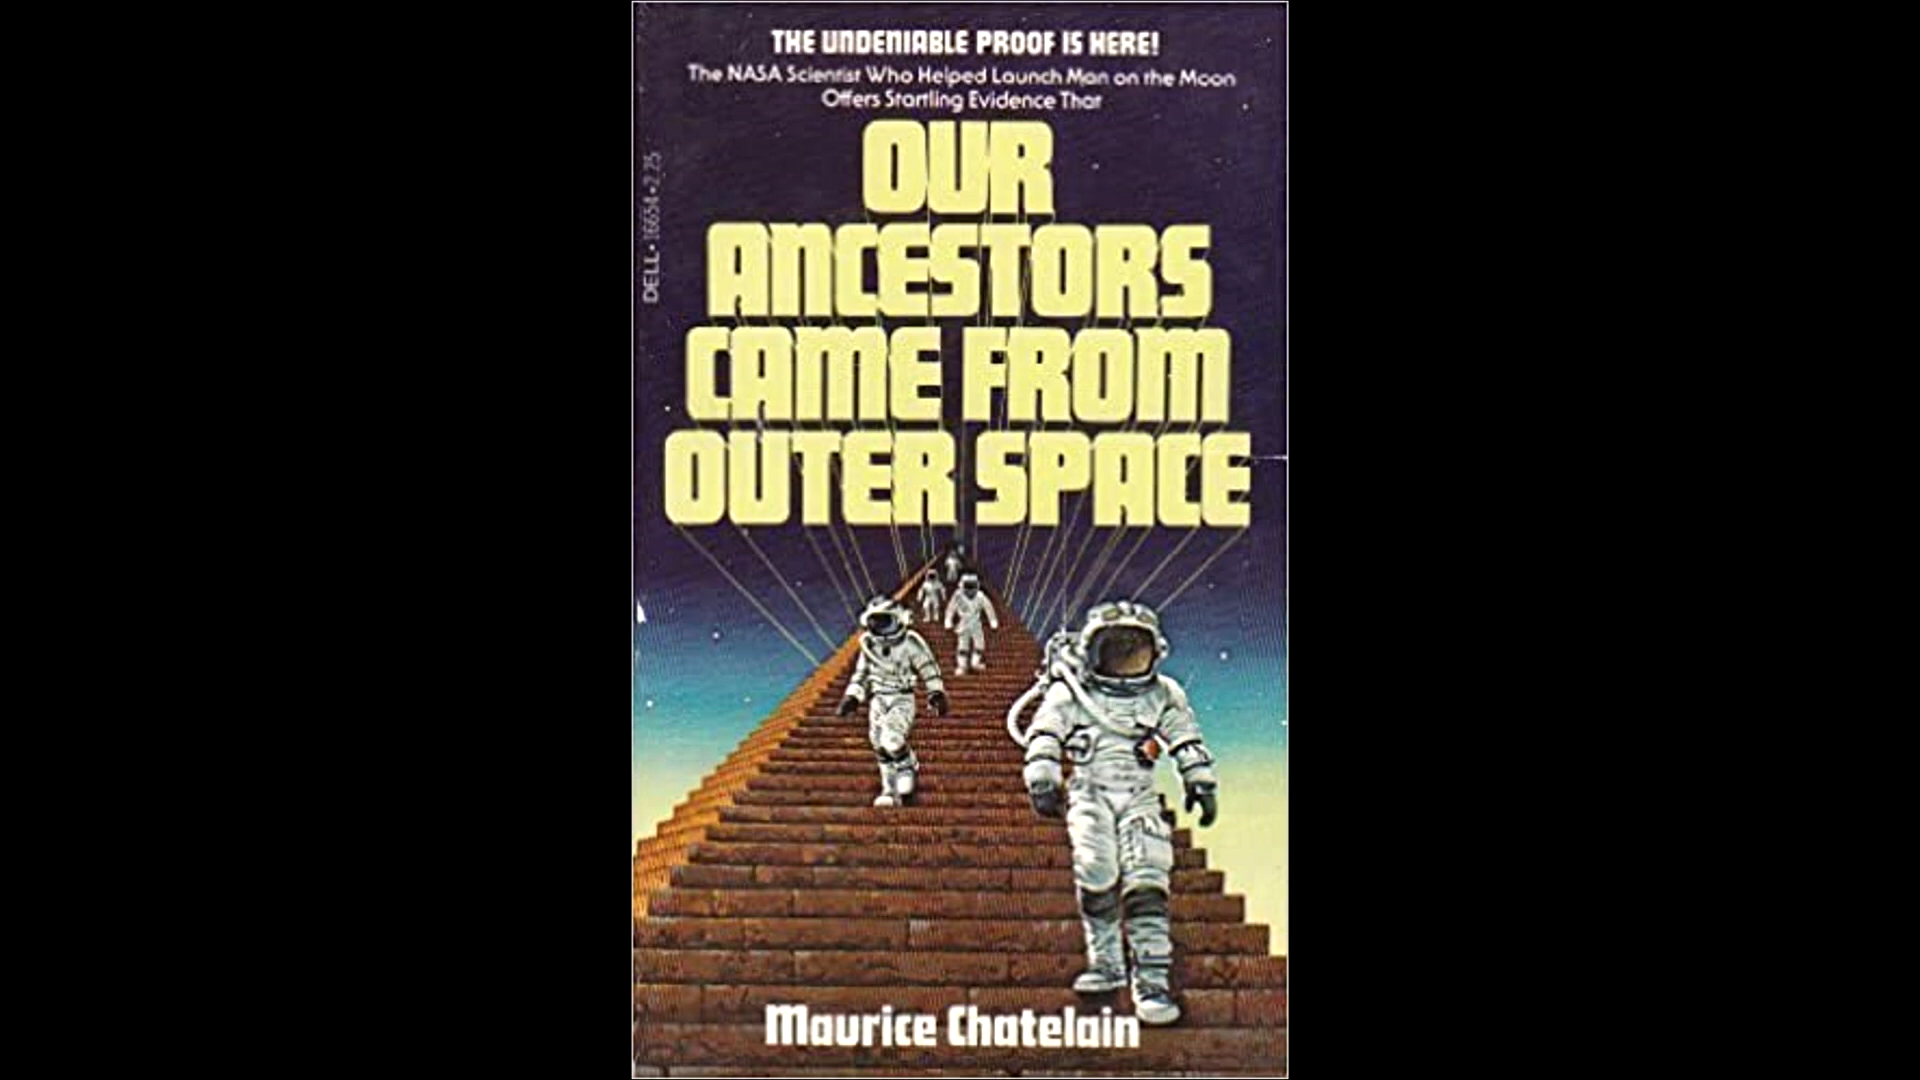 THE UNDENIABLE PROOF IS HERE!
The NASA Scientist Who Helped Launch Man on the Moon
Offers Startling Evidence That
OUR
ANCESTORS
CAME FROM
OUTER SPACE
DELL • 16654 • 2.25
Maurice Chatelain